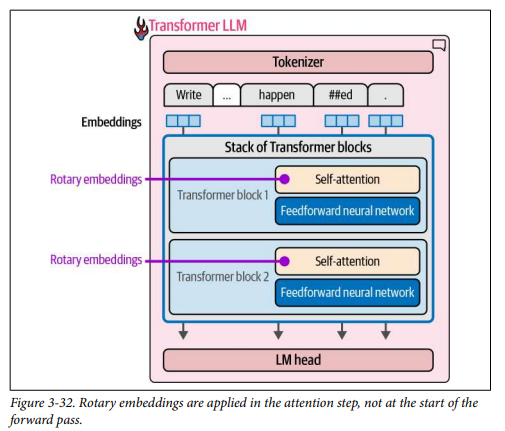 Transformer LLM
Tokenizer
Write ... happen ##ed .
Embeddings
Stack of Transformer blocks
Rotary embeddings
Transformer block 1
Self-attention
Feedforward neural network
Rotary embeddings
Transformer block 2
Self-attention
Feedforward neural network
LM head
Figure 3-32. Rotary embeddings are applied in the attention step, not at the start of the
forward pass.